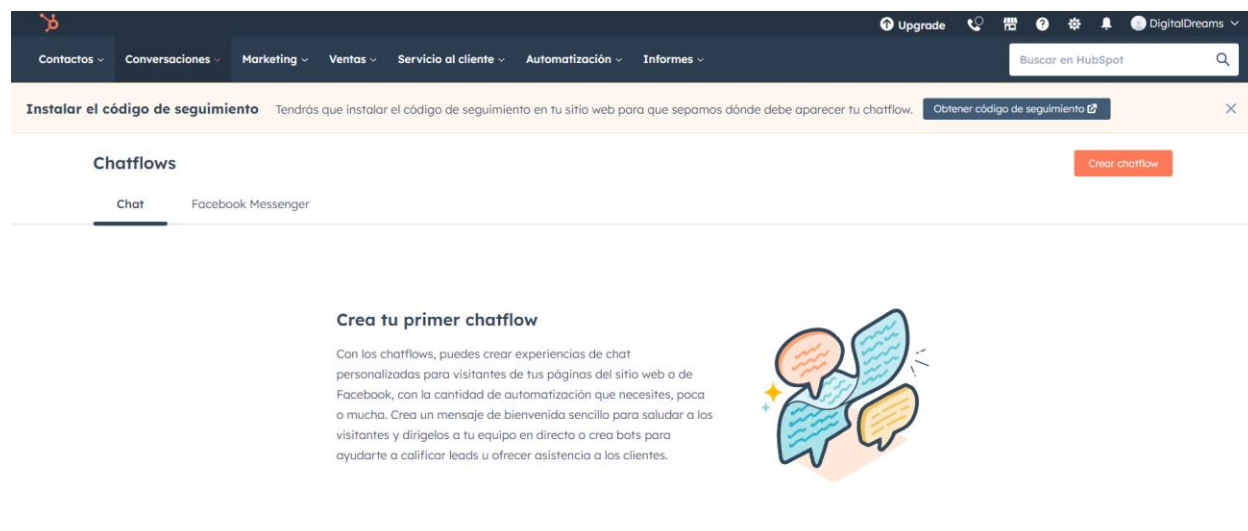 Upgrade DigitalDreams
Contactos Conversaciones Marketing Ventas Servicio al cliente Automatización Informes Buscar en HubSpot
Instalar el código de seguimiento Tendrás que instalar el código de seguimiento en tu sitio web para que sepamos dónde debe aparecer tu chatflow. Obtener código de seguimiento
Chatflows Crear chatflow
Chat Facebook Messenger
Crea tu primer chatflow
Con los chatflows, puedes crear experiencias de chat
personalizadas para visitantes de tus páginas del sitio web o de
Facebook, con la cantidad de automatización que necesites, poca
o mucha. Crea un mensaje de bienvenida sencillo para saludar a los
visitantes y dirígelos a tu equipo en directo o crea bots para
ayudarte a calificar leads u ofrecer asistencia a los clientes.